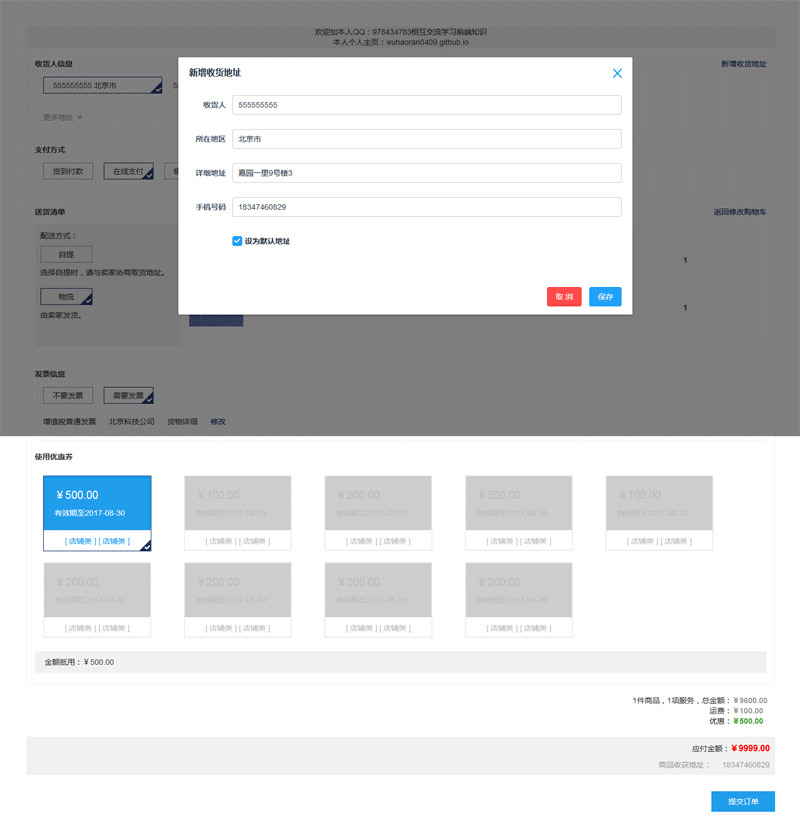 欢迎加本人QQ：978434783相互交流学习前端知识
本人个人主页：wuhaoran0409.github.io
收货人信息
新增收货地址
555555555 北京市
更多地址
支付方式
货到付款 在线支付
送货清单
返回修改购物车
配送方式：
自提
选择自提时，请与卖家协商取货地址。
1
物流
由卖家发货。
1
新增收货地址
收货人 555555555
所在地区 北京市
详细地址 嘉园一里9号楼3
手机号码 18347460829
设为默认地址
取 消 保存
发票信息
不要发票 需要发票
增值税普通发票 北京科技公司 货物详细 修改
使用优惠券
￥500.00 ￥100.00 ￥200.00 ￥500.00 ￥100.00
有效期至2017-08-30 有效期至2017-08-30 有效期至2017-08-30 有效期至2017-08-30 有效期至2017-08-30
[ 店铺类 ] [ 店铺类 ] [ 店铺类 ] [ 店铺类 ] [ 店铺类 ] [ 店铺类 ] [ 店铺类 ] [ 店铺类 ] [ 店铺类 ] [ 店铺类 ]
￥200.00 ￥200.00 ￥200.00 ￥200.00
有效期至2017-08-30 有效期至2017-08-30 有效期至2017-08-30 有效期至2017-08-30
[ 店铺类 ] [ 店铺类 ] [ 店铺类 ] [ 店铺类 ] [ 店铺类 ] [ 店铺类 ] [ 店铺类 ] [ 店铺类 ]
金额抵用：￥500.00
1件商品，1项服务，总金额：￥9600.00
运费：￥100.00
优惠：￥500.00
应付金额：￥9999.00
商品收获地址： 18347460829
提交订单